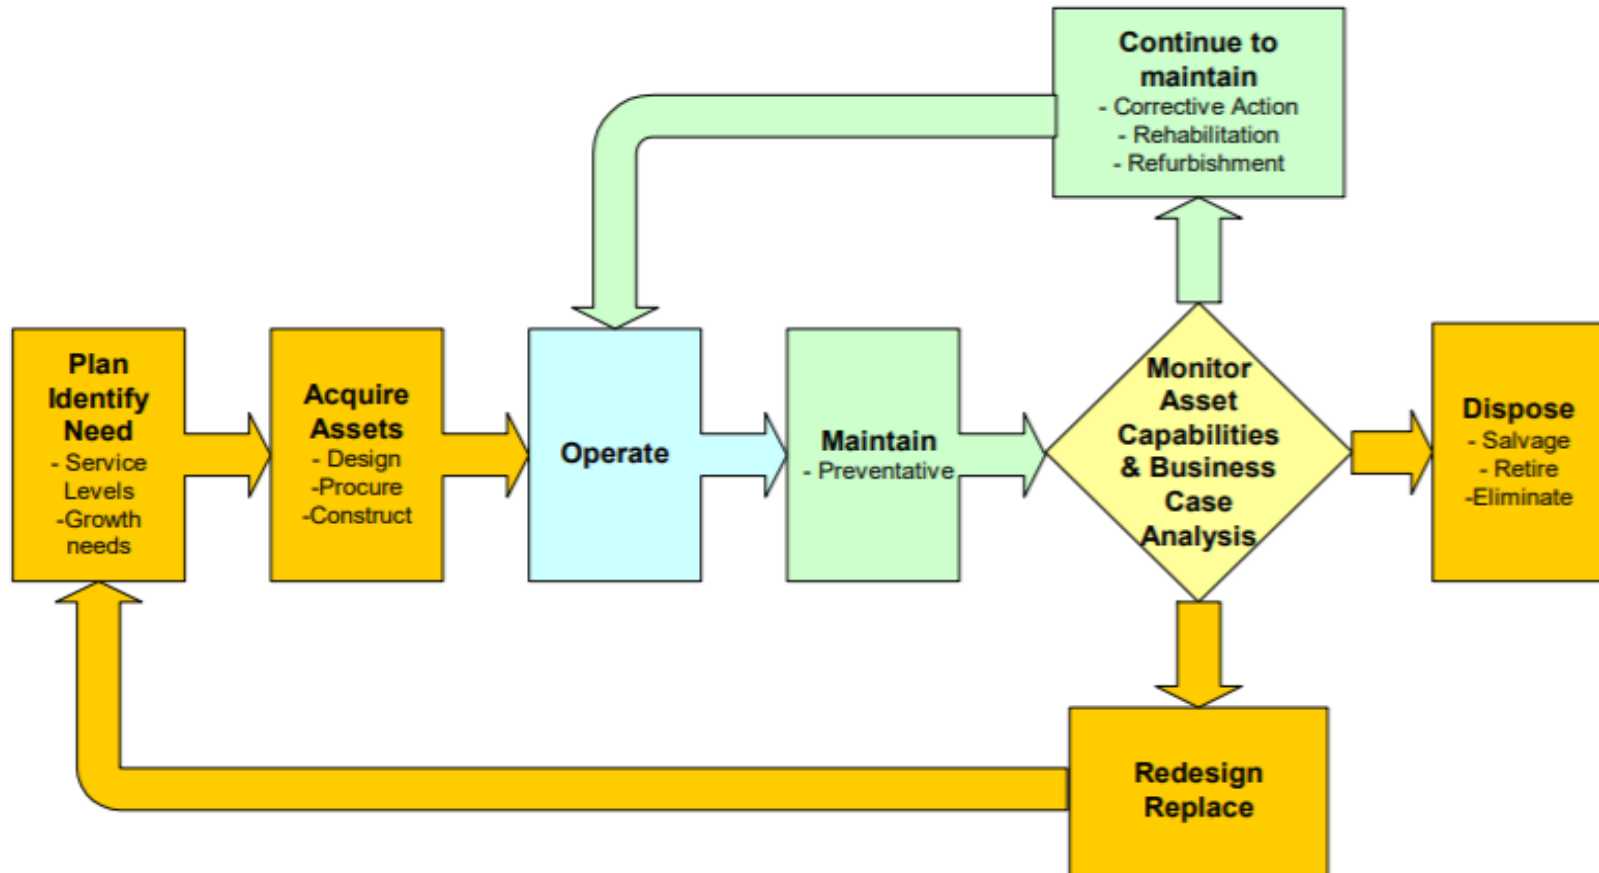 Continue to
maintain
- Corrective Action
- Rehabilitation
- Refurbishment
Plan
Identify
Need
- Service
Levels
-Growth
needs
Acquire
Assets
- Design
-Procure
-Construct
Operate
Maintain
- Preventative
Monitor
Asset
Capabilities
& Business
Case
Analysis
Dispose
- Salvage
- Retire
-Eliminate
Redesign
Replace